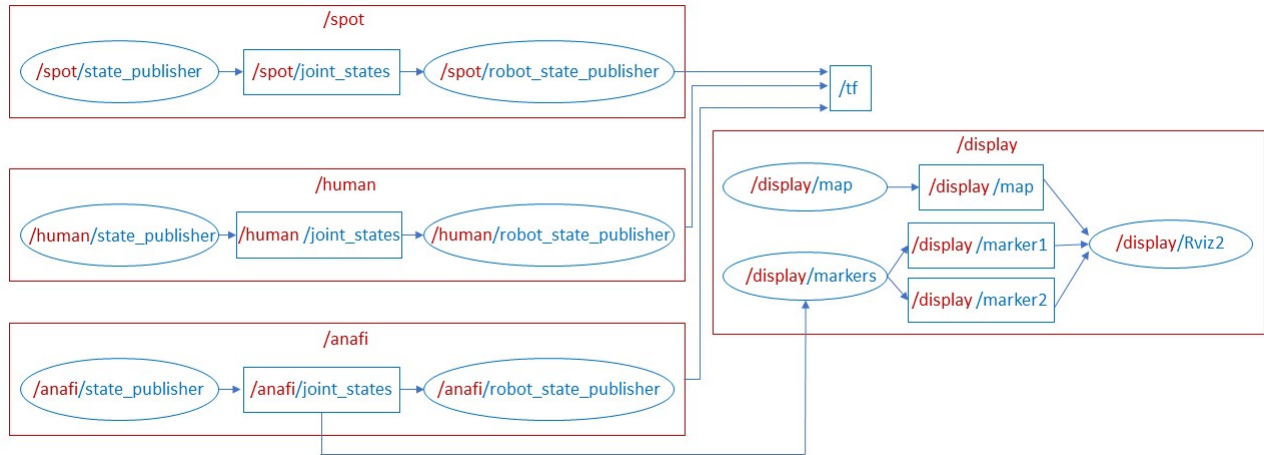 /spot
/spot/state_publisher
/spot/joint_states
/spot/robot_state_publisher
/tf
/human
/human/state_publisher
/human /joint_states
/human/robot_state_publisher
/display
/display/map
/display /map
/display/markers
/display /marker1
/display /marker2
/display/Rviz2
/anafi
/anafi/state_publisher
/anafi/joint_states
/anafi/robot_state_publisher